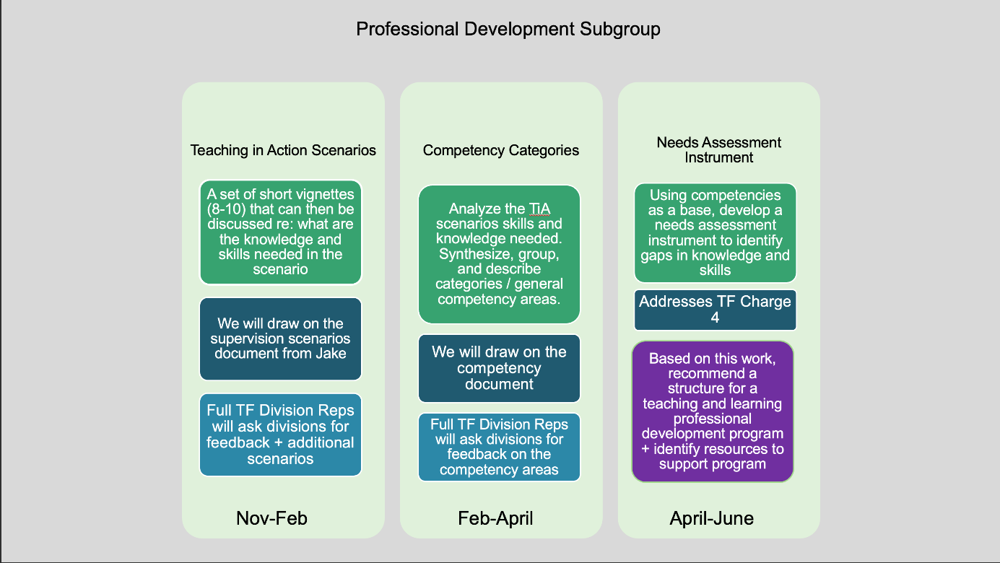 Professional Development Subgroup
Teaching in Action Scenarios
A set of short vignettes
(8-10) that can then be
discussed re: what are
the knowledge and
skills needed in the
scenario
We will draw on the
supervision scenarios
document from Jake
Full TF Division Reps
will ask divisions for
feedback + additional
scenarios
Nov-Feb
Competency Categories
Analyze the TiA
scenarios skills and
knowledge needed.
Synthesize, group,
and describe
categories / general
competency areas.
We will draw on the
competency
document
Full TF Division Reps
will ask divisions for
feedback on the
competency areas
Feb-April
Needs Assessment
Instrument
Using competencies
as a base, develop a
needs assessment
instrument to identify
gaps in knowledge and
skills
Addresses TF Charge
4
Based on this work,
recommend a
structure for a
teaching and learning
professional
development program
+ identify resources to
support program
April-June